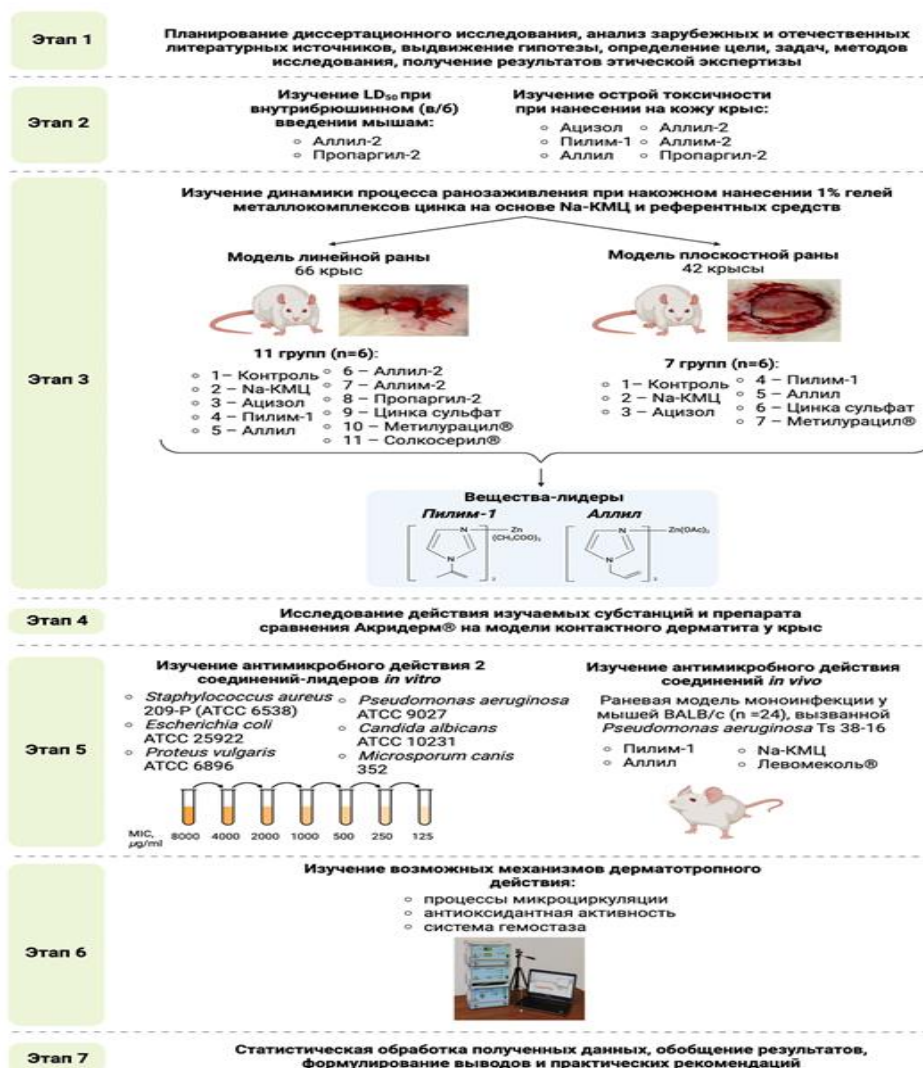 Этап 1
Планирование диссертационного исследования, анализ зарубежных и отечественных
литературных источников, выдвижение гипотезы, определение цели, задач, методов
исследования, получение результатов этической экспертизы
Этап 2
Изучение LD₅₀ при
внутрибрюшинном (в/б)
введении мышам:
○ Аллил-2
○ Пропаргил-2
Изучение острой токсичности
при нанесении на кожу крыс:
○ Ацизол ○ Аллил-2
○ Пилим-1 ○ Аллим-2
○ Аллил ○ Пропаргил-2
Этап 3
Изучение динамики процесса ранозаживления при накожном нанесении 1% гелей
металлокомплексов цинка на основе Na-КМЦ и референтных средств
Модель линейной раны
66 крыс
11 групп (n=6):
○ 1 – Контроль
○ 2 – Na-КМЦ
○ 3 – Ацизол
○ 4 – Пилим-1
○ 5 – Аллил
○ 6 – Аллил-2
○ 7 – Аллим-2
○ 8 – Пропаргил-2
○ 9 – Цинка сульфат
○ 10 – Метилурацил®
○ 11 – Солкосерил®
Модель плоскостной раны
42 крысы
7 групп (n=6):
○ 1 – Контроль
○ 2 – Na-КМЦ
○ 3 – Ацизол
○ 4 – Пилим-1
○ 5 – Аллил
○ 6 – Цинка сульфат
○ 7 – Метилурацил®
Вещества-лидеры
Пилим-1
N
N
Zn
(CH₃COO)₂
2
Аллил
N
N
Zn(OAc)₂
2
Этап 4
Исследование действия изучаемых субстанций и препарата
сравнения Акридерм® на модели контактного дерматита у крыс
Этап 5
Изучение антимикробного действия 2
соединений-лидеров in vitro
○ Staphylococcus aureus
209-P (ATCC 6538)
○ Escherichia coli
ATCC 25922
○ Proteus vulgaris
ATCC 6896
○ Pseudomonas aeruginosa
ATCC 9027
○ Candida albicans
ATCC 10231
○ Microsporum canis
352
MIC,
µg/ml
8000 4000 2000 1000 500 250 125
Изучение антимикробного действия
соединений in vivo
Раневая модель моноинфекции у
мышей BALB/c (n =24), вызванной
Pseudomonas aeruginosa Ts 38-16
○ Пилим-1 ○ Na-КМЦ
○ Аллил ○ Левомеколь®
Этап 6
Изучение возможных механизмов дерматотропного
действия:
○ процессы микроциркуляции
○ антиоксидантная активность
○ система гемостаза
Этап 7
Статистическая обработка полученных данных, обобщение результатов,
формулирование выводов и практических рекомендаций